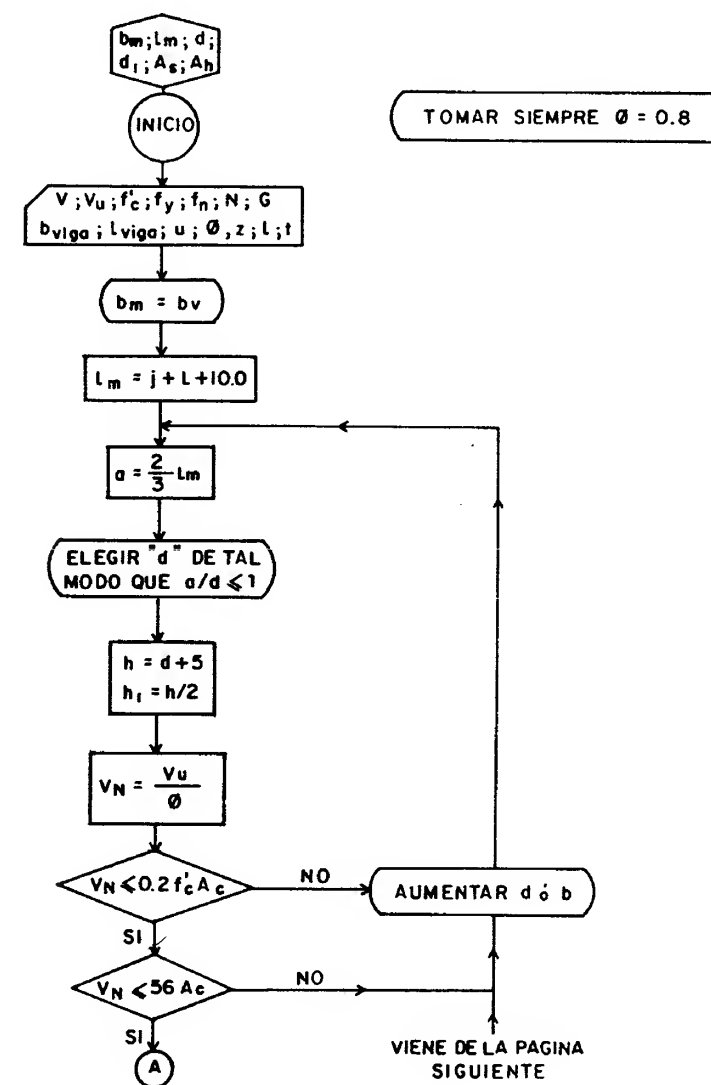 bm; lm; d;
d1; As; Ah
INICIO
TOMAR SIEMPRE Ø = 0.8
V; Vu; f'c; fy; fn; N; G
bviga; lviga; u; Ø, z; L; t
bm = bv
lm = j + L + 10.0
a = 2/3 Lm
ELEGIR "d" DE TAL
MODO QUE a/d ⩽ 1
h = d + 5
h1 = h/2
VN = Vu/Ø
VN ⩽ 0.2 f'c Ac
NO
AUMENTAR d ó b
SI
VN ⩽ 56 Ac
NO
SI
A
VIENE DE LA PAGINA
SIGUIENTE